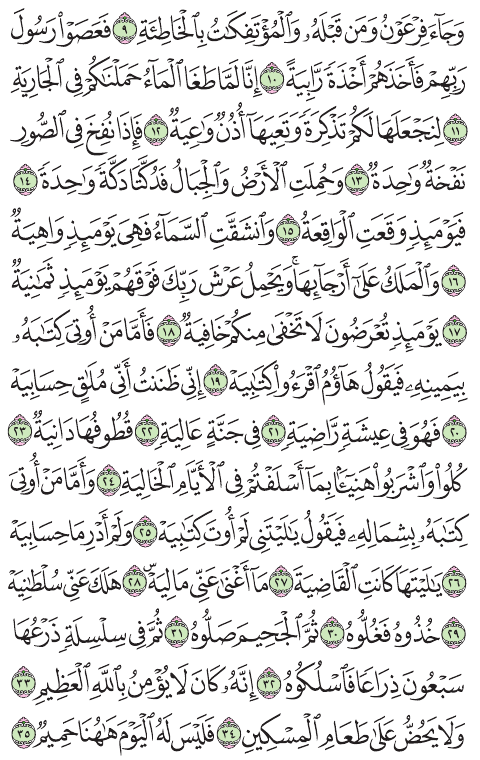 وَجَآءَ فِرْعَوْنُ وَمَن قَبْلَهُۥ وَٱلْمُؤْتَفِكَٰتُ بِٱلْخَاطِئَةِ ٩ فَعَصَوْا۟ رَسُولَ
رَبِّهِمْ فَأَخَذَهُمْ أَخْذَةً رَّابِيَةً ١٠ إِنَّا لَمَّا طَغَا ٱلْمَآءُ حَمَلْنَٰكُمْ فِى ٱلْجَارِيَةِ
١١ لِنَجْعَلَهَا لَكُمْ تَذْكِرَةً وَتَعِيَهَآ أُذُنٌ وَٰعِيَةٌ ١٢ فَإِذَا نُفِخَ فِى ٱلصُّورِ
نَفْخَةٌ وَٰحِدَةٌ ١٣ وَحُمِلَتِ ٱلْأَرْضُ وَٱلْجِبَالُ فَدُكَّتَا دَكَّةً وَٰحِدَةً ١٤
فَيَوْمَئِذٍ وَقَعَتِ ٱلْوَاقِعَةُ ١٥ وَٱنشَقَّتِ ٱلسَّمَآءُ فَهِىَ يَوْمَئِذٍ وَاهِيَةٌ
١٦ وَٱلْمَلَكُ عَلَىٰٓ أَرْجَآئِهَا ۚ وَيَحْمِلُ عَرْشَ رَبِّكَ فَوْقَهُمْ يَوْمَئِذٍ ثَمَٰنِيَةٌ
١٧ يَوْمَئِذٍ تُعْرَضُونَ لَا تَخْفَىٰ مِنكُمْ خَافِيَةٌ ١٨ فَأَمَّا مَنْ أُوتِىَ كِتَٰبَهُۥ
بِيَمِينِهِۦ فَيَقُولُ هَآؤُمُ ٱقْرَءُوا۟ كِتَٰبِيَهْ ١٩ إِنِّى ظَنَنتُ أَنِّى مُلَٰقٍ حِسَابِيَهْ
٢٠ فَهُوَ فِى عِيشَةٍ رَّاضِيَةٍ ٢١ فِى جَنَّةٍ عَالِيَةٍ ٢٢ قُطُوفُهَا دَانِيَةٌ ٢٣
كُلُوا۟ وَٱشْرَبُوا۟ هَنِيٓـًٔۢا بِمَآ أَسْلَفْتُمْ فِى ٱلْأَيَّامِ ٱلْخَالِيَةِ ٢٤ وَأَمَّا مَنْ أُوتِىَ
كِتَٰبَهُۥ بِشِمَالِهِۦ فَيَقُولُ يَٰلَيْتَنِى لَمْ أُوتَ كِتَٰبِيَهْ ٢٥ وَلَمْ أَدْرِ مَا حِسَابِيَهْ
٢٦ يَٰلَيْتَهَا كَانَتِ ٱلْقَاضِيَةَ ٢٧ مَآ أَغْنَىٰ عَنِّى مَالِيَهْ ۜ ٢٨ هَلَكَ عَنِّى سُلْطَٰنِيَهْ
٢٩ خُذُوهُ فَغُلُّوهُ ٣٠ ثُمَّ ٱلْجَحِيمَ صَلُّوهُ ٣١ ثُمَّ فِى سِلْسِلَةٍ ذَرْعُهَا
سَبْعُونَ ذِرَاعًا فَٱسْلُكُوهُ ٣٢ إِنَّهُۥ كَانَ لَا يُؤْمِنُ بِٱللَّهِ ٱلْعَظِيمِ ٣٣
وَلَا يَحُضُّ عَلَىٰ طَعَامِ ٱلْمِسْكِينِ ٣٤ فَلَيْسَ لَهُ ٱلْيَوْمَ هَٰهُنَا حَمِيمٌ ٣٥